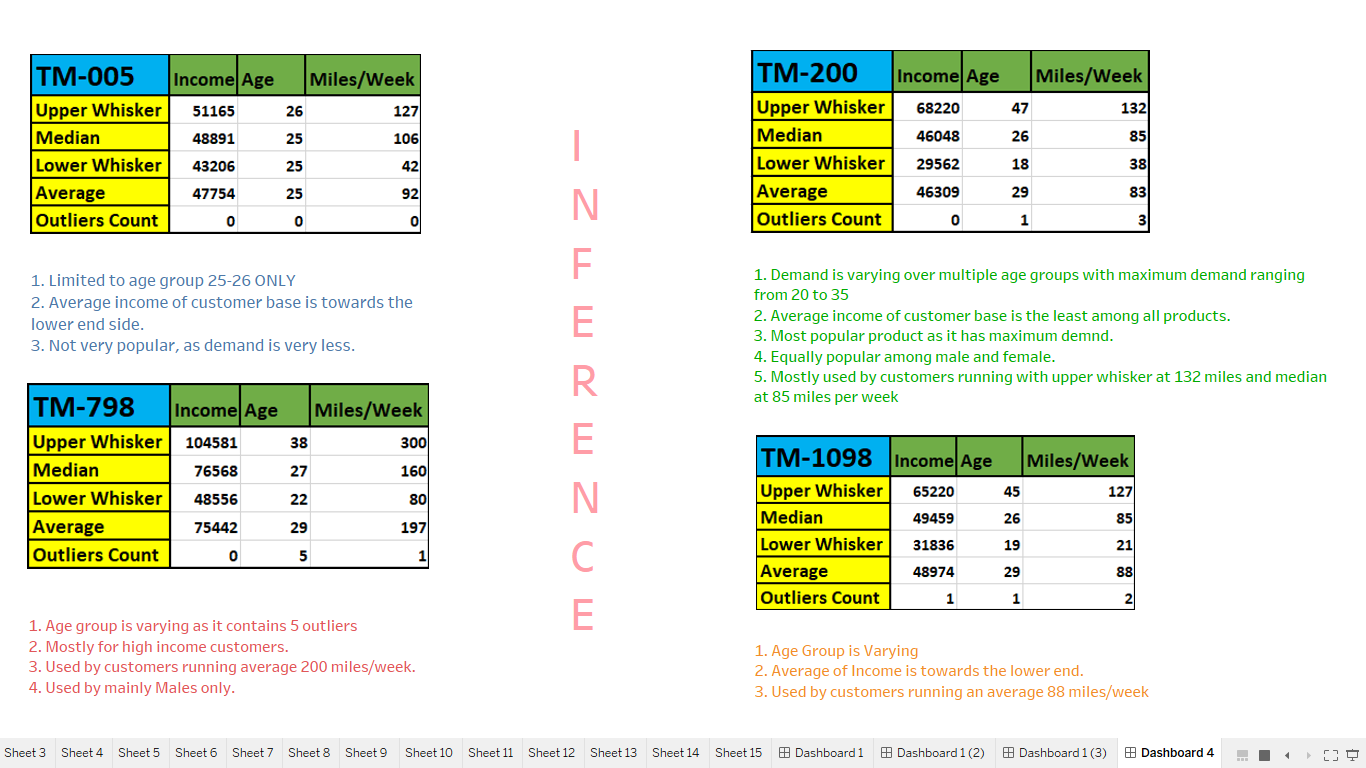 TM-005 Income Age Miles/Week
Upper Whisker 51165 26 127
Median 48891 25 106
Lower Whisker 43206 25 42
Average 47754 25 92
Outliers Count 0 0 0
1. Limited to age group 25-26 ONLY
2. Average income of customer base is towards the
lower end side.
3. Not very popular, as demand is very less.
TM-798 Income Age Miles/Week
Upper Whisker 104581 38 300
Median 76568 27 160
Lower Whisker 48556 22 80
Average 75442 29 197
Outliers Count 0 5 1
1. Age group is varying as it contains 5 outliers
2. Mostly for high income customers.
3. Used by customers running average 200 miles/week.
4. Used by mainly Males only.
I
N
F
E
R
E
N
C
E
TM-200 Income Age Miles/Week
Upper Whisker 68220 47 132
Median 46048 26 85
Lower Whisker 29562 18 38
Average 46309 29 83
Outliers Count 0 1 3
1. Demand is varying over multiple age groups with maximum demand ranging
from 20 to 35
2. Average income of customer base is the least among all products.
3. Most popular product as it has maximum demnd.
4. Equally popular among male and female.
5. Mostly used by customers running with upper whisker at 132 miles and median
at 85 miles per week
TM-1098 Income Age Miles/Week
Upper Whisker 65220 45 127
Median 49459 26 85
Lower Whisker 31836 19 21
Average 48974 29 88
Outliers Count 1 1 2
1. Age Group is Varying
2. Average of Income is towards the lower end.
3. Used by customers running an average 88 miles/week
Sheet 3 Sheet 4 Sheet 5 Sheet 6 Sheet 7 Sheet 8 Sheet 9 Sheet 10 Sheet 11 Sheet 12 Sheet 13 Sheet 14 Sheet 15 Dashboard 1 Dashboard 1 (2) Dashboard 1 (3) Dashboard 4